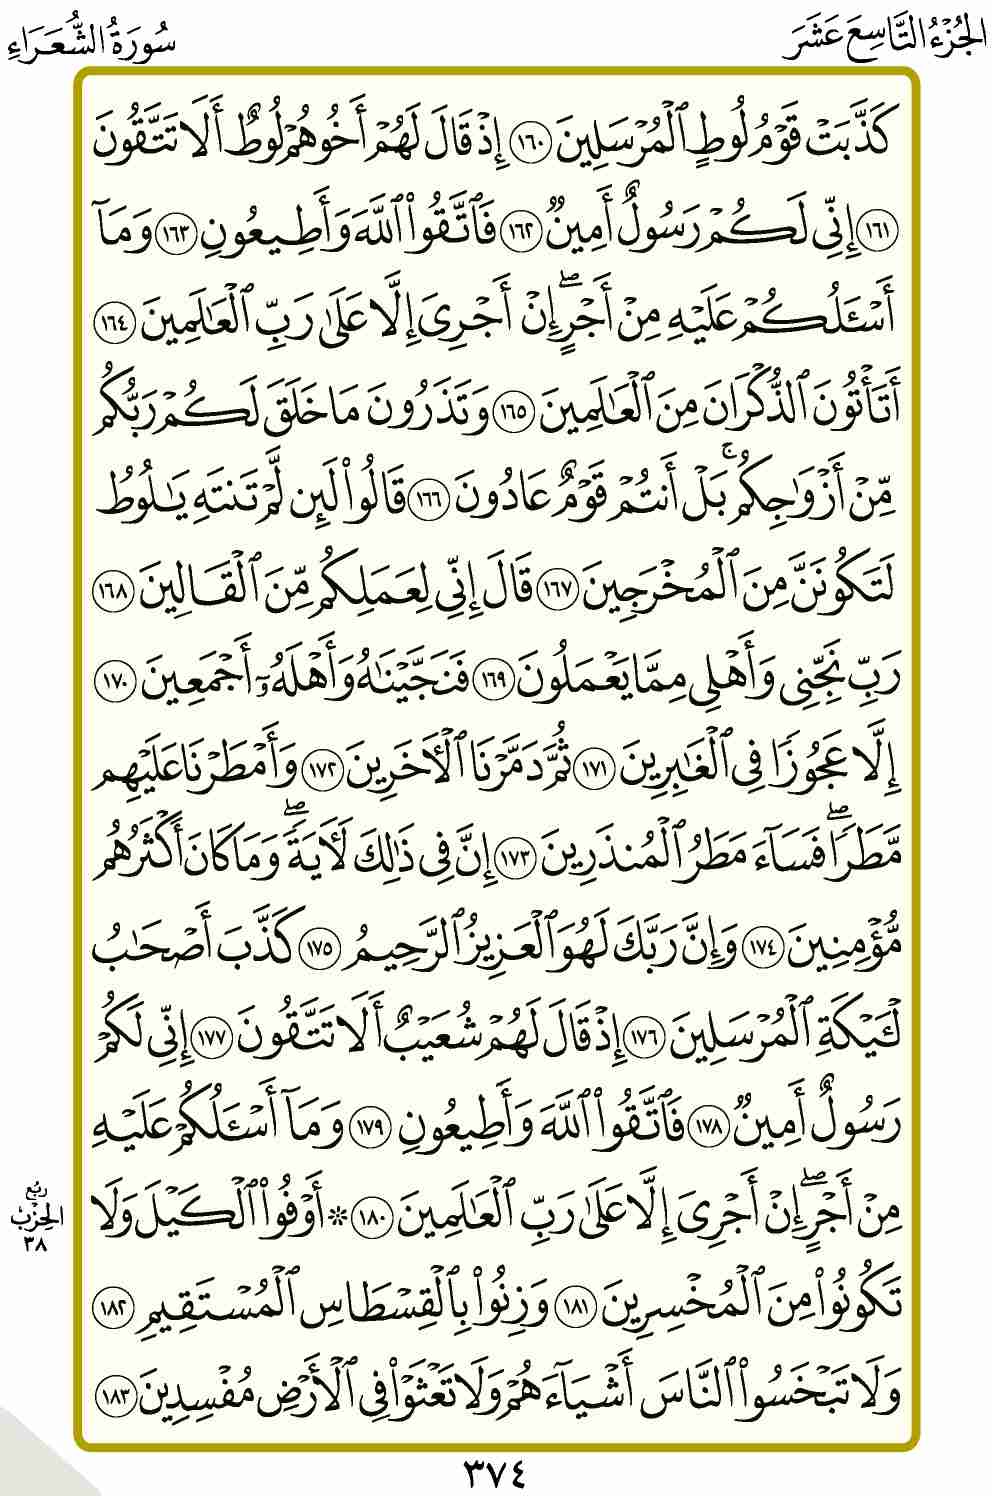 الجُزْءُ التَّاسِعَ عَشَرَ
سُورَةُ الشُّعَرَاءِ
كَذَّبَتْ قَوْمُ لُوطٍ ٱلْمُرْسَلِينَ ١٦٠ إِذْ قَالَ لَهُمْ أَخُوهُمْ لُوطٌ أَلَا تَتَّقُونَ
١٦١ إِنِّى لَكُمْ رَسُولٌ أَمِينٌ ١٦٢ فَٱتَّقُوا۟ ٱللَّهَ وَأَطِيعُونِ ١٦٣ وَمَآ
أَسْـَٔلُكُمْ عَلَيْهِ مِنْ أَجْرٍ ۖ إِنْ أَجْرِىَ إِلَّا عَلَىٰ رَبِّ ٱلْعَـٰلَمِينَ ١٦٤
أَتَأْتُونَ ٱلذُّكْرَانَ مِنَ ٱلْعَـٰلَمِينَ ١٦٥ وَتَذَرُونَ مَا خَلَقَ لَكُمْ رَبُّكُم
مِّنْ أَزْوَٰجِكُم ۚ بَلْ أَنتُمْ قَوْمٌ عَادُونَ ١٦٦ قَالُوا۟ لَئِن لَّمْ تَنتَهِ يَـٰلُوطُ
لَتَكُونَنَّ مِنَ ٱلْمُخْرَجِينَ ١٦٧ قَالَ إِنِّى لِعَمَلِكُم مِّنَ ٱلْقَالِينَ ١٦٨
رَبِّ نَجِّنِى وَأَهْلِى مِمَّا يَعْمَلُونَ ١٦٩ فَنَجَّيْنَـٰهُ وَأَهْلَهُۥٓ أَجْمَعِينَ ١٧٠
إِلَّا عَجُوزًا فِى ٱلْغَـٰبِرِينَ ١٧١ ثُمَّ دَمَّرْنَا ٱلْـَٔاخَرِينَ ١٧٢ وَأَمْطَرْنَا عَلَيْهِم
مَّطَرًا ۖ فَسَآءَ مَطَرُ ٱلْمُنذَرِينَ ١٧٣ إِنَّ فِى ذَٰلِكَ لَـَٔايَةً ۖ وَمَا كَانَ أَكْثَرُهُم
مُّؤْمِنِينَ ١٧٤ وَإِنَّ رَبَّكَ لَهُوَ ٱلْعَزِيزُ ٱلرَّحِيمُ ١٧٥ كَذَّبَ أَصْحَـٰبُ
لْـَٔيْكَةِ ٱلْمُرْسَلِينَ ١٧٦ إِذْ قَالَ لَهُمْ شُعَيْبٌ أَلَا تَتَّقُونَ ١٧٧ إِنِّى لَكُمْ
رَسُولٌ أَمِينٌ ١٧٨ فَٱتَّقُوا۟ ٱللَّهَ وَأَطِيعُونِ ١٧٩ وَمَآ أَسْـَٔلُكُمْ عَلَيْهِ
مِنْ أَجْرٍ ۖ إِنْ أَجْرِىَ إِلَّا عَلَىٰ رَبِّ ٱلْعَـٰلَمِينَ ١٨٠ * أَوْفُوا۟ ٱلْكَيْلَ وَلَا
تَكُونُوا۟ مِنَ ٱلْمُخْسِرِينَ ١٨١ وَزِنُوا۟ بِٱلْقِسْطَاسِ ٱلْمُسْتَقِيمِ ١٨٢
وَلَا تَبْخَسُوا۟ ٱلنَّاسَ أَشْيَآءَهُمْ وَلَا تَعْثَوْا۟ فِى ٱلْأَرْضِ مُفْسِدِينَ ١٨٣
رُبْعُ
الحِزْبِ
٣٨
٣٧٤